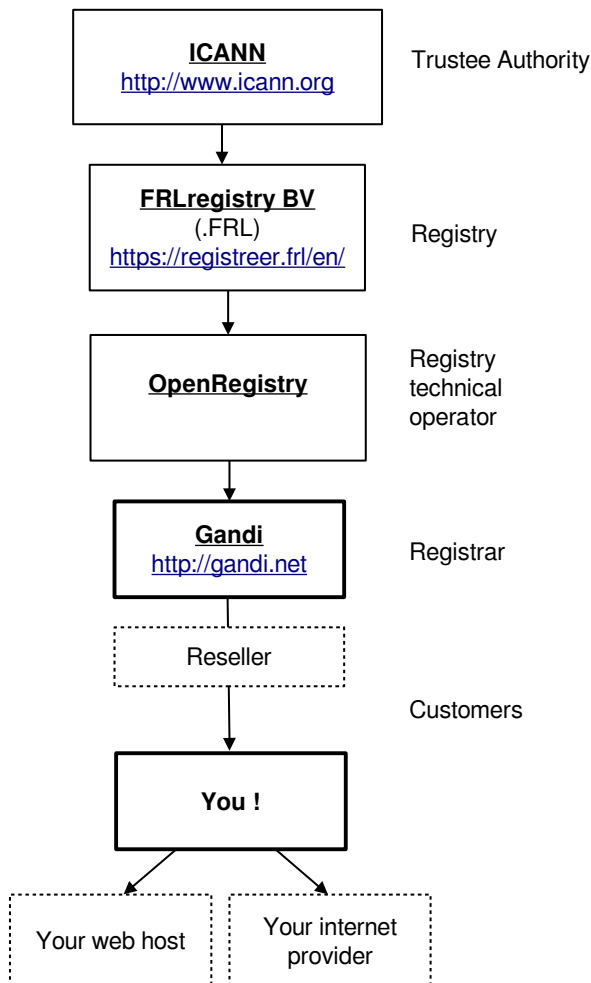 ICANN
http://www.icann.org
Trustee Authority
FRLregistry BV
(.FRL)
https://registreer.frl/en/
Registry
OpenRegistry
Registry
technical
operator
Gandi
http://gandi.net
Registrar
Reseller
Customers
You !
Your web host
Your internet
provider